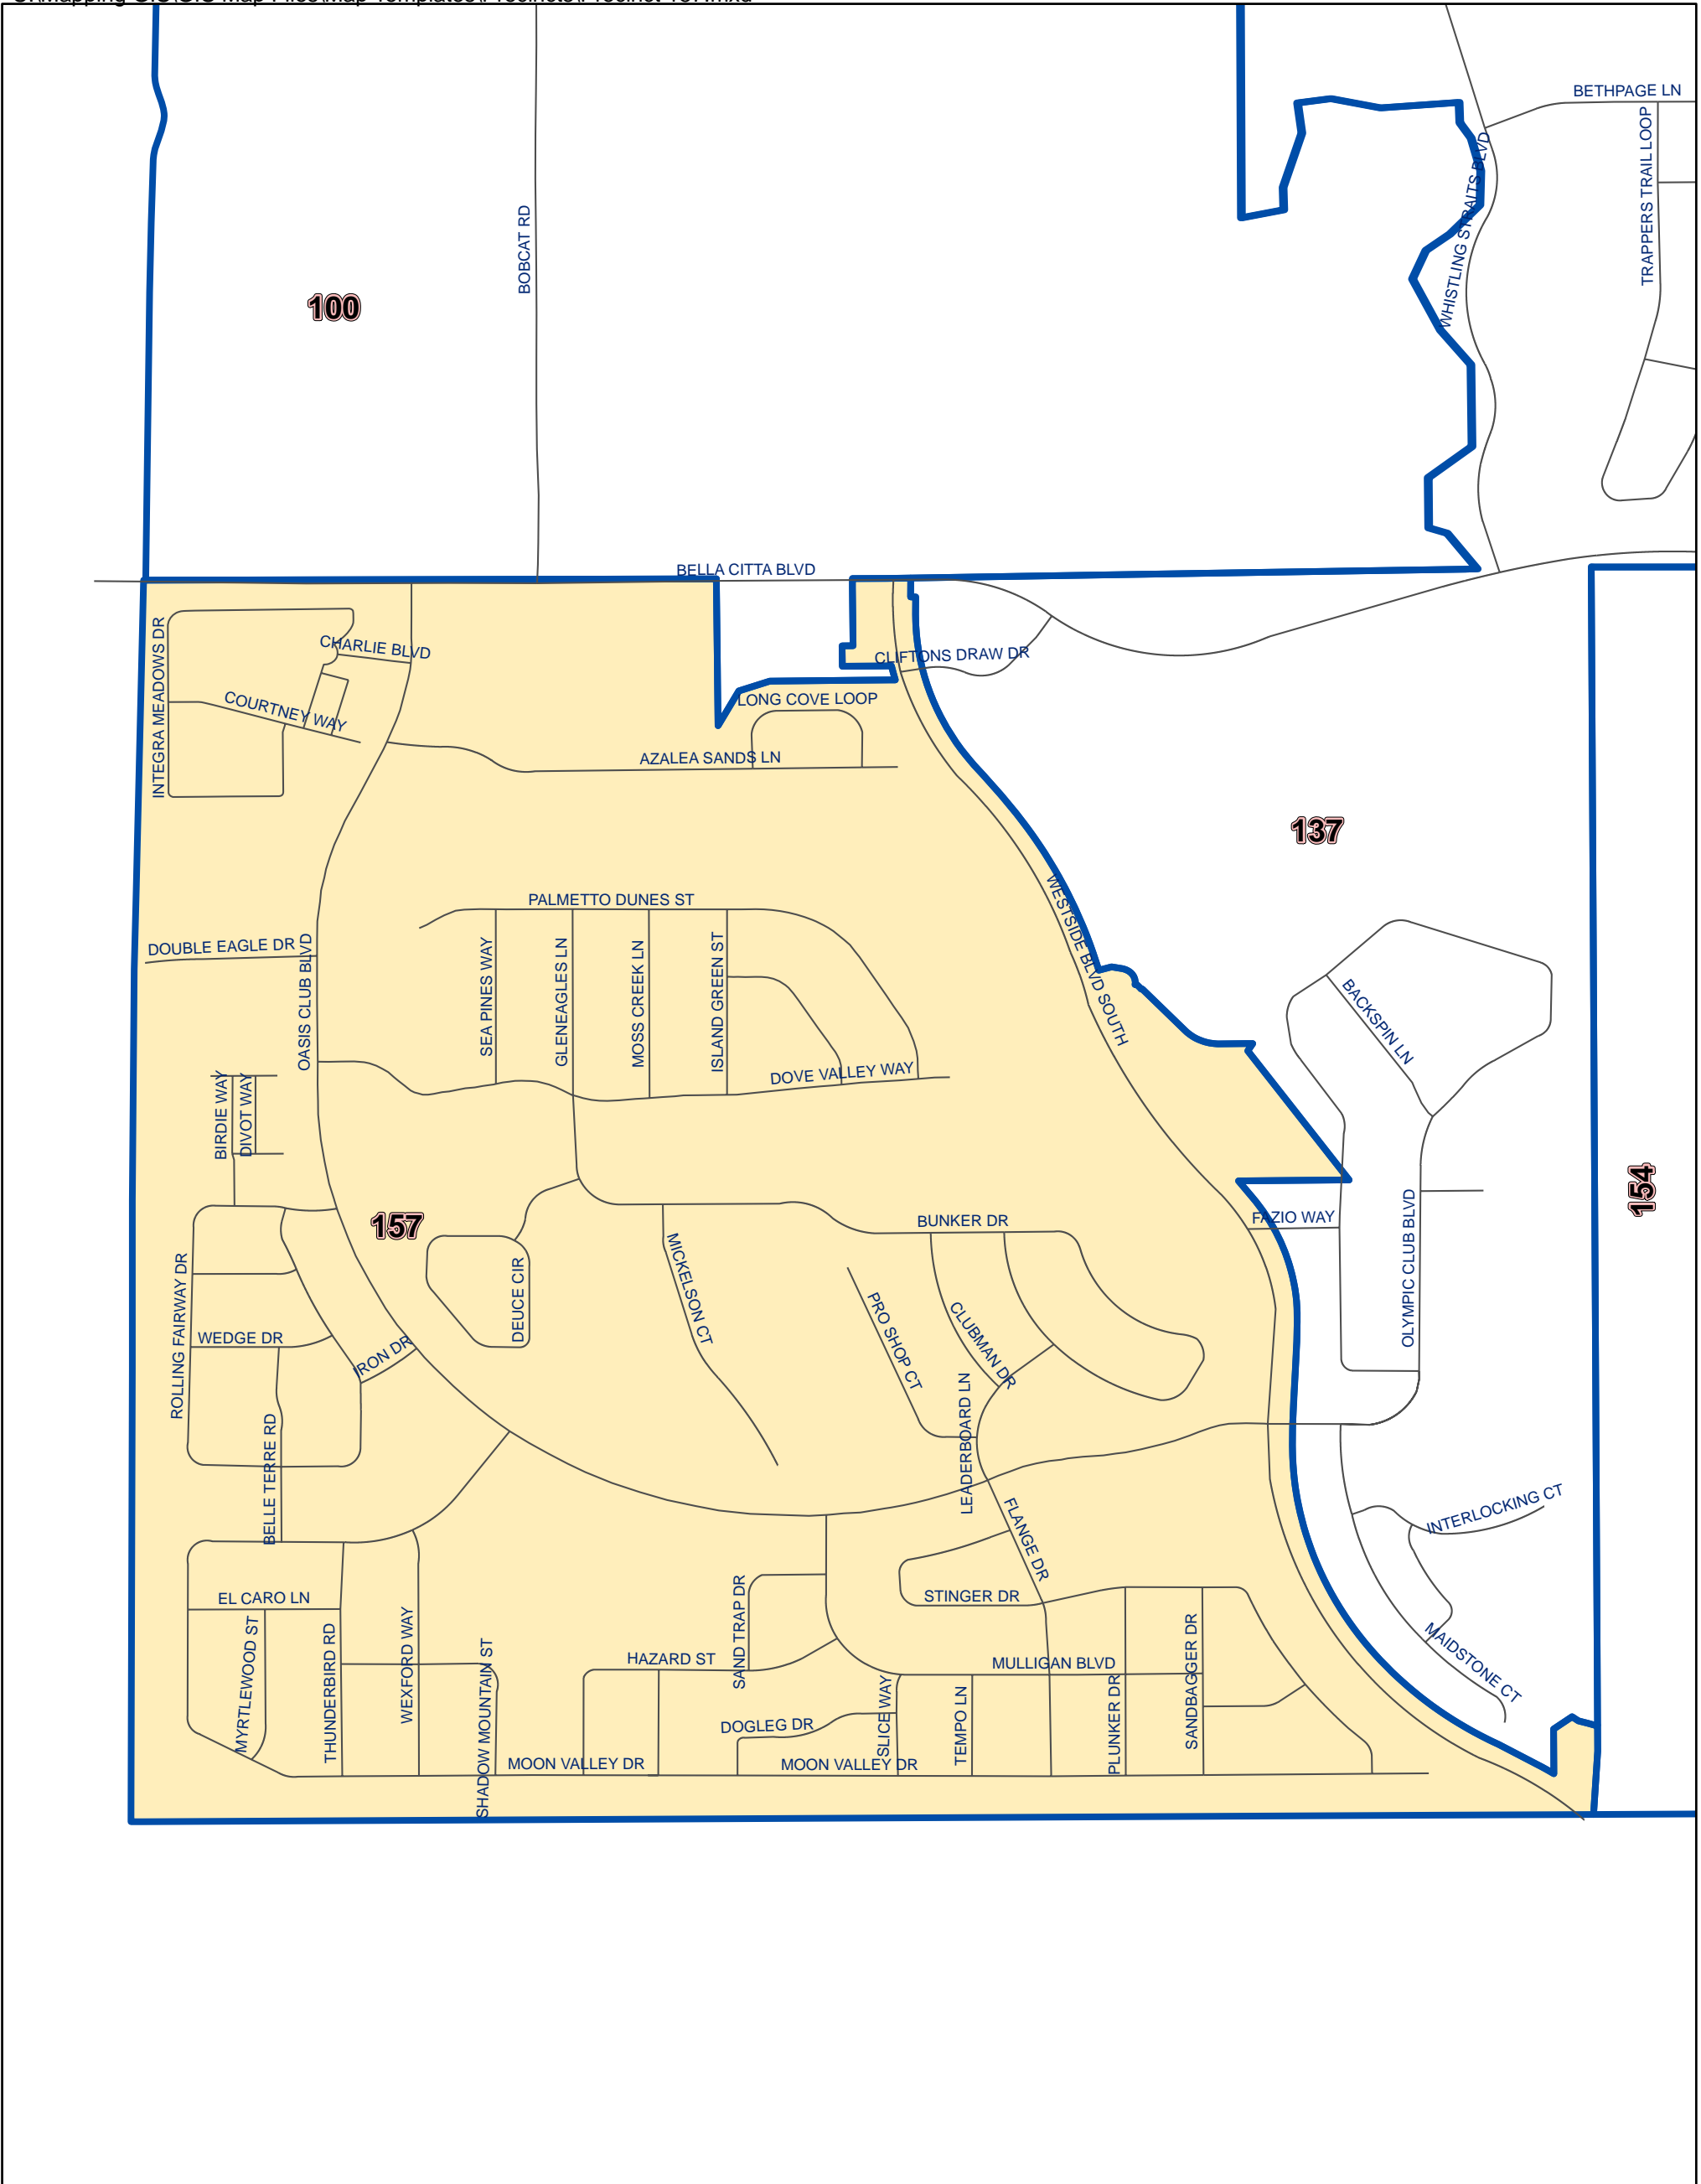 BETHPAGE LN
TRAPPERS TRAIL LOOP
WHISTLING STRAITS BLVD
BOBCAT RD
100
BELLA CITTA BLVD
INTEGRA MEADOWS DR
CHARLIE BLVD
COURTNEY WAY
CLIFTONS DRAW DR
LONG COVE LOOP
AZALEA SANDS LN
137
WESTSIDE BLVD SOUTH
PALMETTO DUNES ST
DOUBLE EAGLE DR
OASIS CLUB BLVD
SEA PINES WAY
GLENEAGLES LN
MOSS CREEK LN
ISLAND GREEN ST
BACKSPIN LN
DOVE VALLEY WAY
BIRDIE WAY
DIVOT WAY
154
157
BUNKER DR
FAZIO WAY
OLYMPIC CLUB BLVD
ROLLING FAIRWAY DR
DEUCE CIR
MICKELSON CT
PRO SHOP CT
CLUBMAN DR
WEDGE DR
IRON DR
LEADERBOARD LN
BELLE TERRE RD
FLANGE DR
INTERLOCKING CT
EL CARO LN
STINGER DR
SAND TRAP DR
MYRTLEWOOD ST
THUNDERBIRD RD
WEXFORD WAY
SHADOW MOUNTAIN ST
HAZARD ST
MULLIGAN BLVD
SANDBAGGER DR
MAIDSTONE CT
DOGLEG DR
SLICE WAY
TEMPO LN
PLUNKER DR
MOON VALLEY DR
MOON VALLEY DR